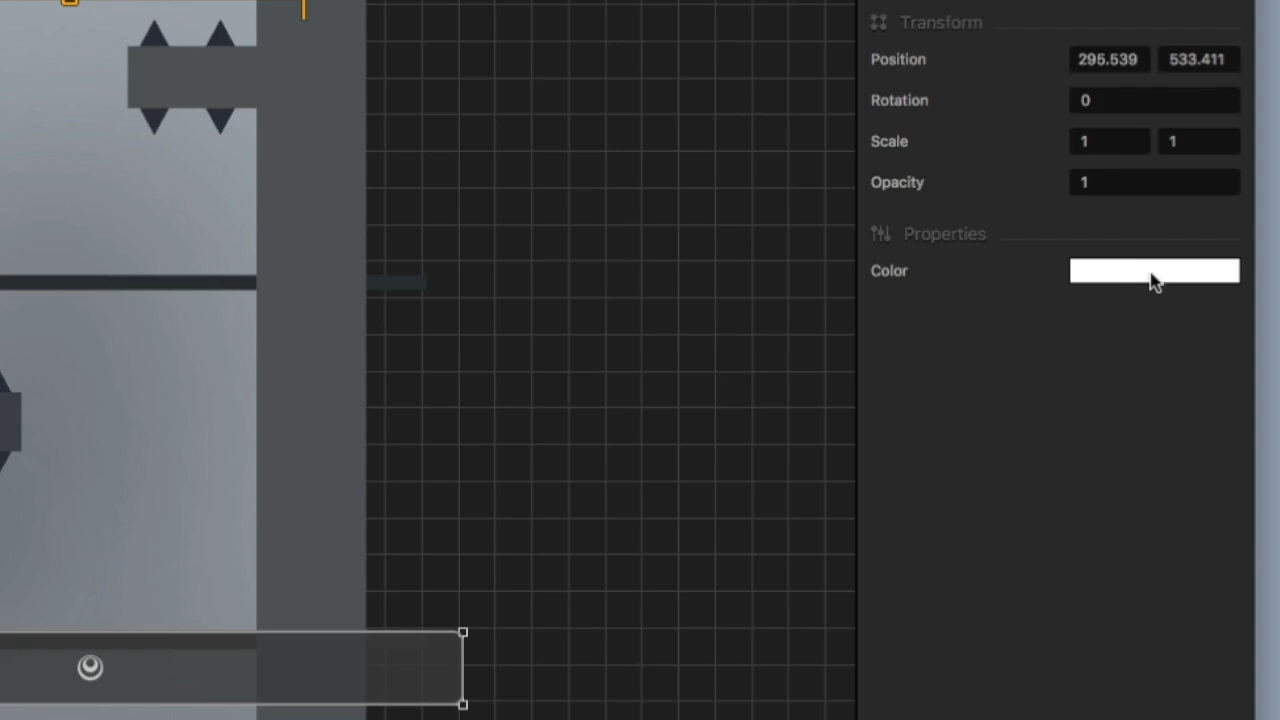 Transform
Position 295.539 533.411
Rotation 0
Scale 1 1
Opacity 1
Properties
Color